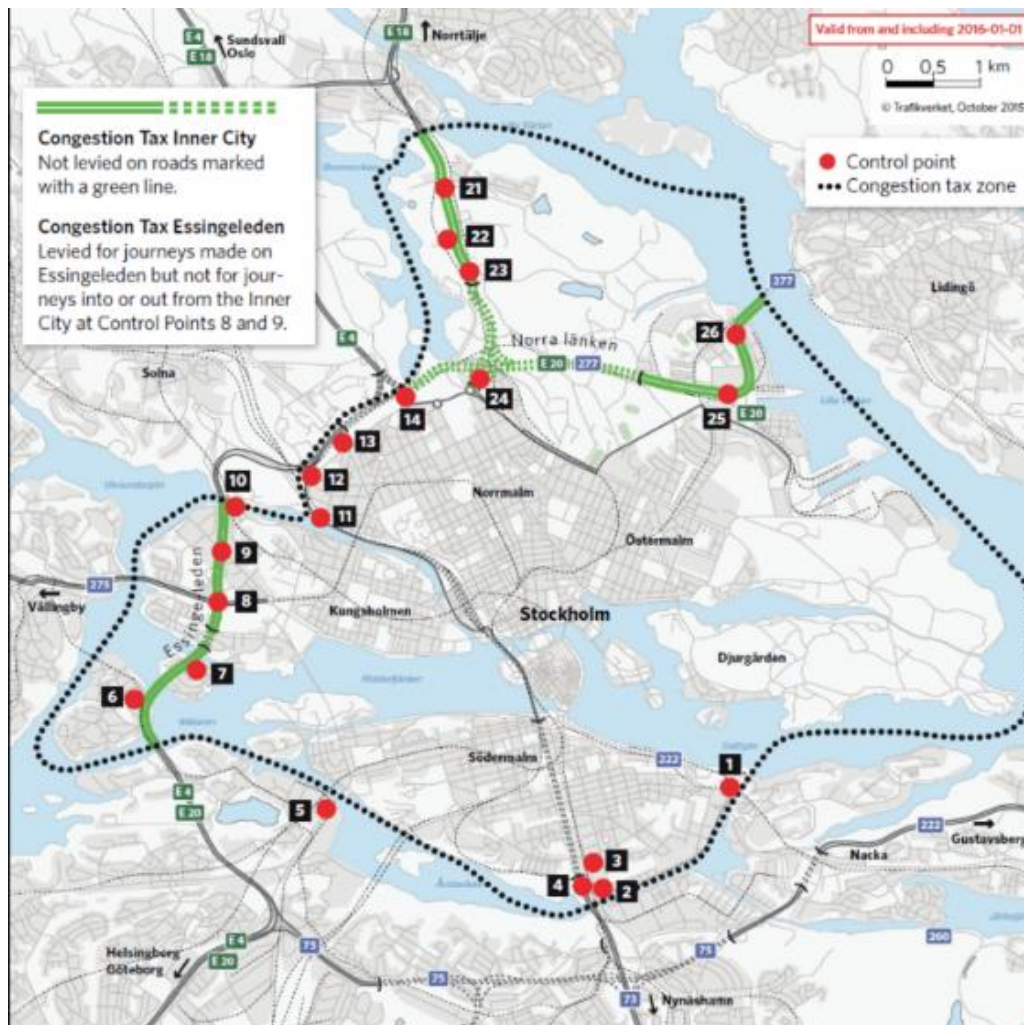 E4
E18
Sundsvall
Oslo
E18
Norrtälje
Valid from and including 2016-01-01
0 0,5 1 km
© Trafikverket, October 2015
Control point
Congestion tax zone
Congestion Tax Inner City
Not levied on roads marked
with a green line.
Congestion Tax Essingeleden
Levied for journeys made on
Essingeleden but not for jour-
neys into or out from the Inner
City at Control Points 8 and 9.
21
22
23
277
Lidingö
26
E4
Norra länken
E20
277
Solna
24
25
E20
Lilla Värtan
14
13
12
10
11
Norrmalm
Östermalm
9
Essingeleden
275
Vällingby
8
Kungsholmen
Stockholm
Djurgården
7
6
Södermalm
222
1
E4
E20
5
3
4
2
222
Gustavsberg
Nacka
Helsingborg
Göteborg
E4
E20
75
75
75
260
73
Nynäshamn